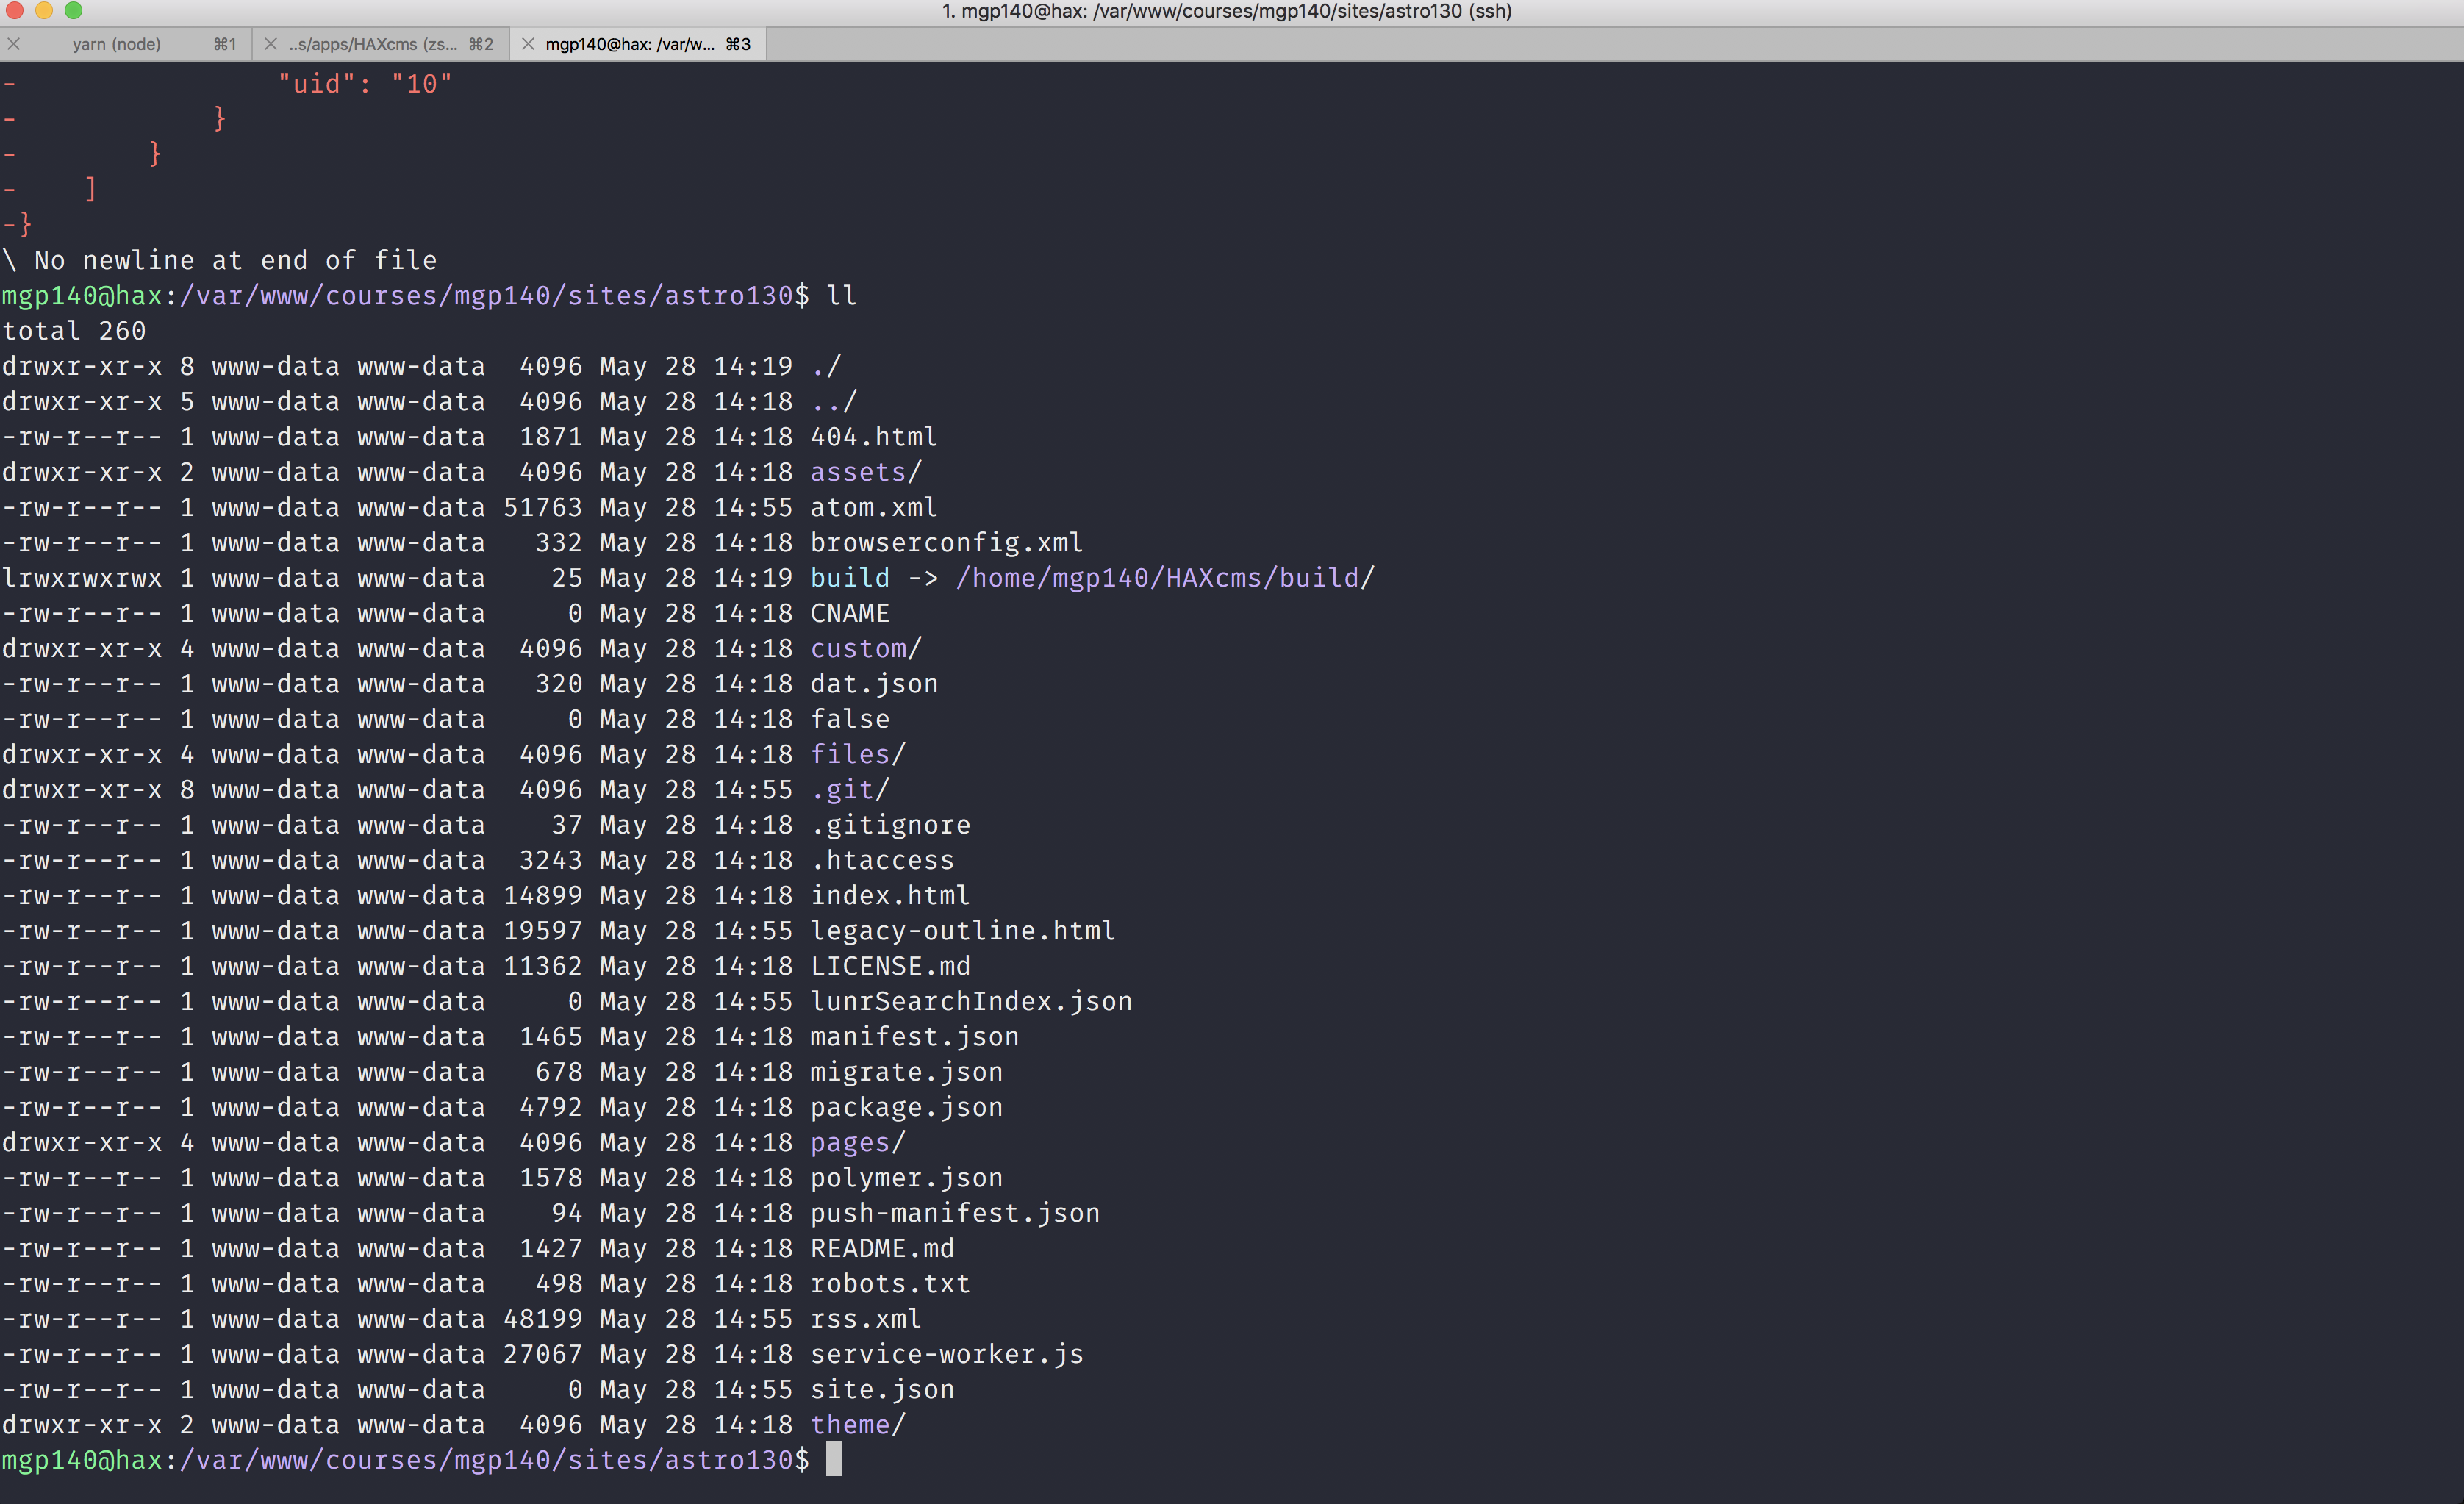 1. mgp140@hax: /var/www/courses/mgp140/sites/astro130 (ssh)
yarn (node) ⌘1 ..s/apps/HAXcms (zs... ⌘2 mgp140@hax: /var/w... ⌘3
-                "uid": "10"
-            }
-        }
-    ]
-}
\ No newline at end of file
mgp140@hax:/var/www/courses/mgp140/sites/astro130$ ll
total 260
drwxr-xr-x 8 www-data www-data  4096 May 28 14:19 ./
drwxr-xr-x 5 www-data www-data  4096 May 28 14:18 ../
-rw-r--r-- 1 www-data www-data  1871 May 28 14:18 404.html
drwxr-xr-x 2 www-data www-data  4096 May 28 14:18 assets/
-rw-r--r-- 1 www-data www-data 51763 May 28 14:55 atom.xml
-rw-r--r-- 1 www-data www-data   332 May 28 14:18 browserconfig.xml
lrwxrwxrwx 1 www-data www-data    25 May 28 14:19 build -> /home/mgp140/HAXcms/build/
-rw-r--r-- 1 www-data www-data     0 May 28 14:18 CNAME
drwxr-xr-x 4 www-data www-data  4096 May 28 14:18 custom/
-rw-r--r-- 1 www-data www-data   320 May 28 14:18 dat.json
-rw-r--r-- 1 www-data www-data     0 May 28 14:18 false
drwxr-xr-x 4 www-data www-data  4096 May 28 14:18 files/
drwxr-xr-x 8 www-data www-data  4096 May 28 14:55 .git/
-rw-r--r-- 1 www-data www-data    37 May 28 14:18 .gitignore
-rw-r--r-- 1 www-data www-data  3243 May 28 14:18 .htaccess
-rw-r--r-- 1 www-data www-data 14899 May 28 14:18 index.html
-rw-r--r-- 1 www-data www-data 19597 May 28 14:55 legacy-outline.html
-rw-r--r-- 1 www-data www-data 11362 May 28 14:18 LICENSE.md
-rw-r--r-- 1 www-data www-data     0 May 28 14:55 lunrSearchIndex.json
-rw-r--r-- 1 www-data www-data  1465 May 28 14:18 manifest.json
-rw-r--r-- 1 www-data www-data   678 May 28 14:18 migrate.json
-rw-r--r-- 1 www-data www-data  4792 May 28 14:18 package.json
drwxr-xr-x 4 www-data www-data  4096 May 28 14:18 pages/
-rw-r--r-- 1 www-data www-data  1578 May 28 14:18 polymer.json
-rw-r--r-- 1 www-data www-data    94 May 28 14:18 push-manifest.json
-rw-r--r-- 1 www-data www-data  1427 May 28 14:18 README.md
-rw-r--r-- 1 www-data www-data   498 May 28 14:18 robots.txt
-rw-r--r-- 1 www-data www-data 48199 May 28 14:55 rss.xml
-rw-r--r-- 1 www-data www-data 27067 May 28 14:18 service-worker.js
-rw-r--r-- 1 www-data www-data     0 May 28 14:55 site.json
drwxr-xr-x 2 www-data www-data  4096 May 28 14:18 theme/
mgp140@hax:/var/www/courses/mgp140/sites/astro130$